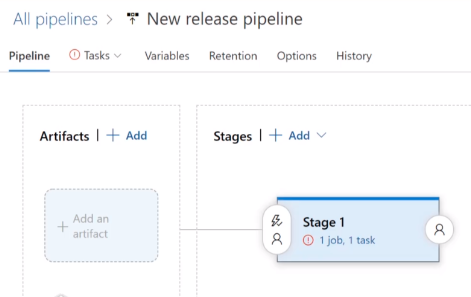 All pipelines > New release pipeline
Pipeline Tasks Variables Retention Options History
Artifacts | + Add
Stages | + Add
+ Add an
artifact
Stage 1
1 job, 1 task